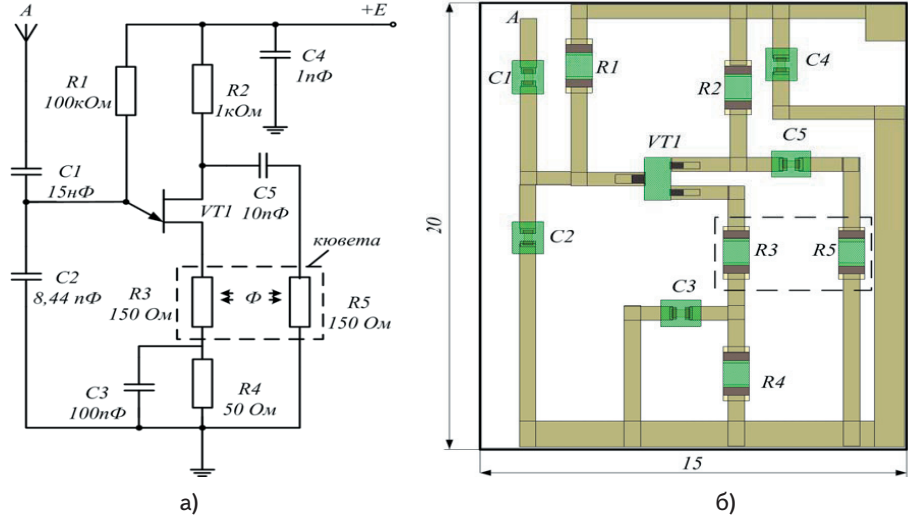 A
+E
C4
1пФ
R1
100кОм
R2
1кОм
C1
15нФ
VT1
C5
10пФ
кювета
C2
8,44 пФ
R3
150 Ом
Ф
R5
150 Ом
C3
100пФ
R4
50 Ом
а)
A
C1
R1
R2
C4
VT1
C5
C2
R3
R5
C3
R4
20
15
б)